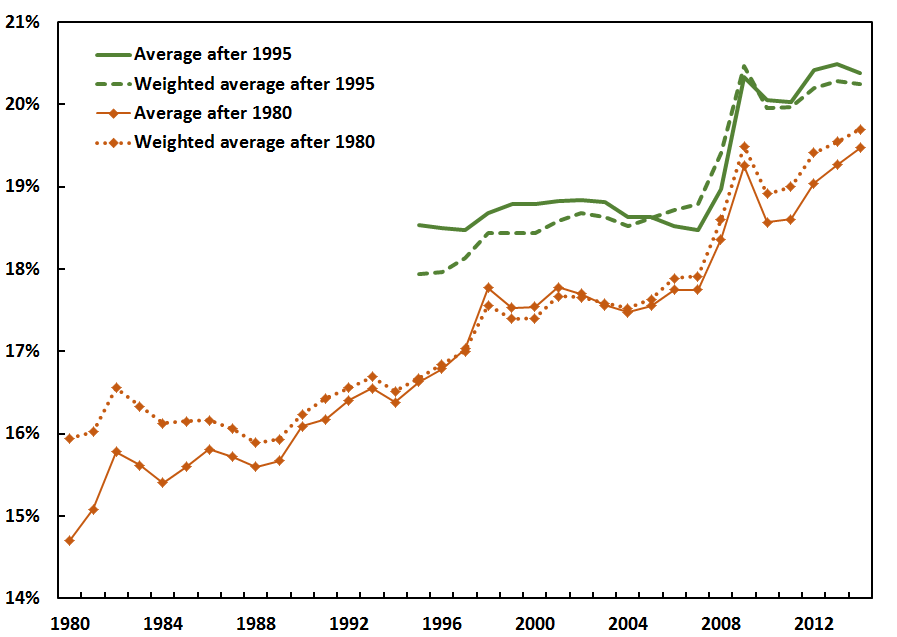 21%
20%
19%
18%
17%
16%
15%
14%
Average after 1995
Weighted average after 1995
Average after 1980
Weighted average after 1980
1980 1984 1988 1992 1996 2000 2004 2008 2012